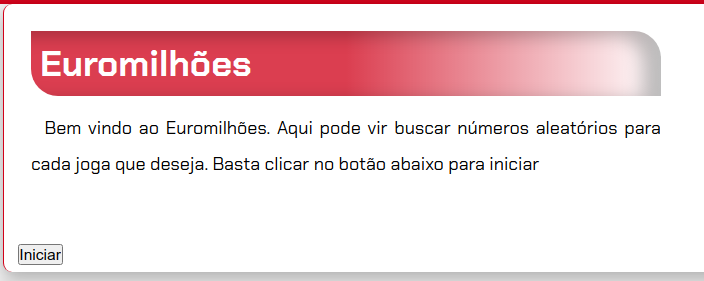 Euromilhões
Bem vindo ao Euromilhões. Aqui pode vir buscar números aleatórios para
cada joga que deseja. Basta clicar no botão abaixo para iniciar
Iniciar